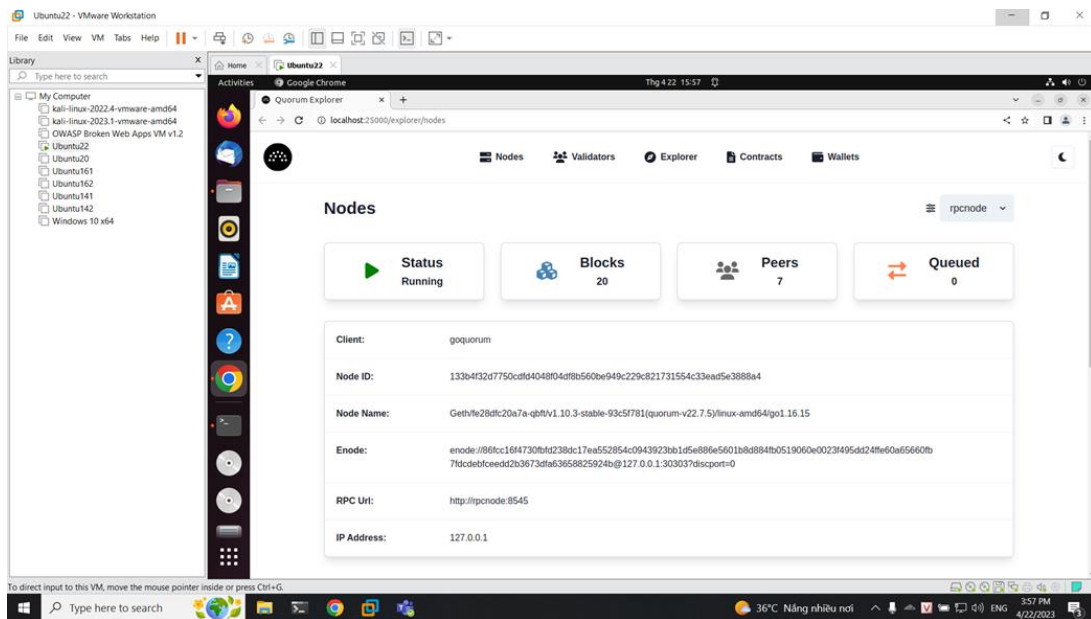 Ubuntu22 - VMware Workstation
File Edit View VM Tabs Help
Library
Home
Ubuntu22
Type here to search
My Computer
kali-linux-2022.4-vmware-amd64
kali-linux-2023.1-vmware-amd64
OWASP Broken Web Apps VM v1.2
Ubuntu22
Ubuntu20
Ubuntu161
Ubuntu162
Ubuntu141
Ubuntu142
Windows 10 x64
Activities Google Chrome Thg 4 22 15:57
Quorum Explorer
localhost:25000/explorer/nodes
Nodes Validators Explorer Contracts Wallets
Nodes
rpcnode
Status
Running
Blocks
20
Peers
7
Queued
0
Client: goquorum
Node ID: 133b4f32d7750cdfd4048f04df8b560be949c229c821731554c33ead5e3888a4
Node Name: Geth/fe28dfc20a7a-qbft/v1.10.3-stable-93c5f781(quorum-v22.7.5)/linux-amd64/go1.16.15
Enode: enode://86fcc16f4730fbfd238dc17ea552854c0943923bb1d5e886e5601b8d884fb0519060e0023f495dd24ffe60a65660fb
7fdcdebfceedd2b3673dfa63658825924b@127.0.0.1:30303?discport=0
RPC Url: http://rpcnode:8545
IP Address: 127.0.0.1
To direct input to this VM, move the mouse pointer inside or press Ctrl+G.
Type here to search
36°C Nắng nhiều nơi
ENG
3:57 PM
4/22/2023